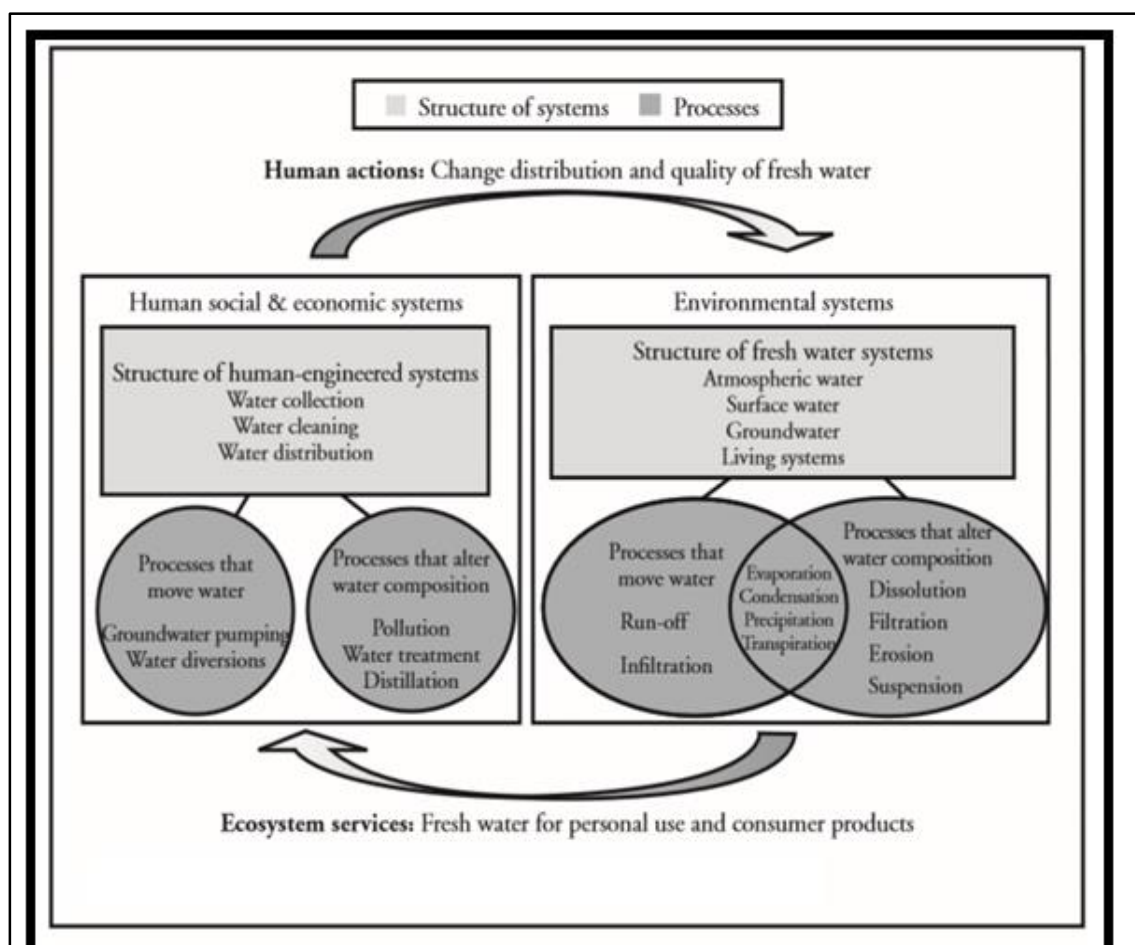 Structure of systems Processes
Human actions: Change distribution and quality of fresh water
Human social & economic systems
Structure of human-engineered systems
Water collection
Water cleaning
Water distribution
Processes that
move water
Groundwater pumping
Water diversions
Processes that alter
water composition
Pollution
Water treatment
Distillation
Environmental systems
Structure of fresh water systems
Atmospheric water
Surface water
Groundwater
Living systems
Processes that
move water
Run-off
Infiltration
Evaporation
Condensation
Precipitation
Transpiration
Processes that alter
water composition
Dissolution
Filtration
Erosion
Suspension
Ecosystem services: Fresh water for personal use and consumer products